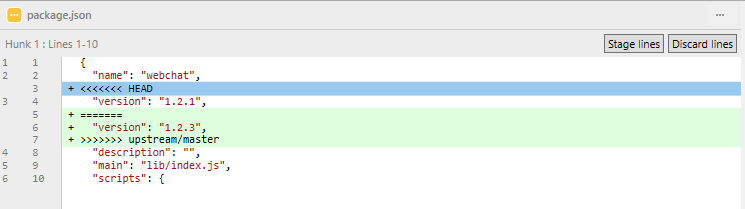 package.json
Hunk 1 : Lines 1-10 Stage lines Discard lines
1 1 {
2 2 "name": "webchat",
3 + <<<<<<< HEAD
3 4 "version": "1.2.1",
5 + =======
6 + "version": "1.2.3",
7 + >>>>>>> upstream/master
4 8 "description": "",
5 9 "main": "lib/index.js",
6 10 "scripts": {